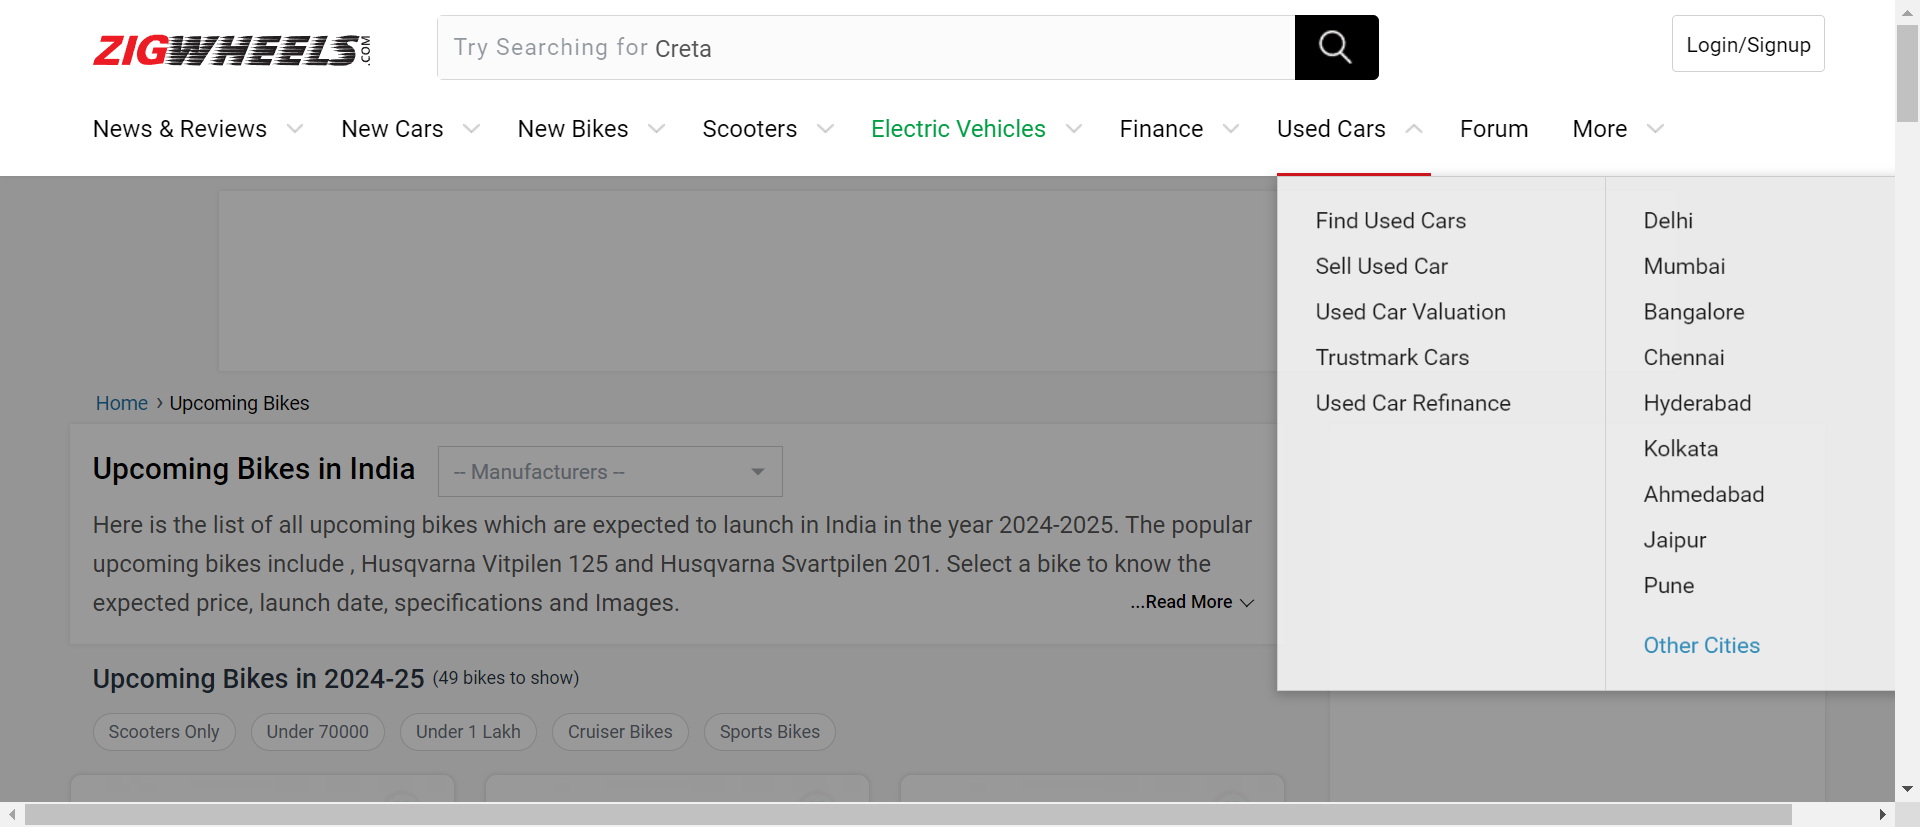 ZIGWHEELS.COM
Try Searching for Creta
Login/Signup
News & Reviews
New Cars
New Bikes
Scooters
Electric Vehicles
Finance
Used Cars
Forum
More
Find Used Cars
Sell Used Car
Used Car Valuation
Trustmark Cars
Used Car Refinance
Delhi
Mumbai
Bangalore
Chennai
Hyderabad
Kolkata
Ahmedabad
Jaipur
Pune
Other Cities
Home › Upcoming Bikes
Upcoming Bikes in India
-- Manufacturers --
Here is the list of all upcoming bikes which are expected to launch in India in the year 2024-2025. The popular
upcoming bikes include , Husqvarna Vitpilen 125 and Husqvarna Svartpilen 201. Select a bike to know the
expected price, launch date, specifications and Images.
...Read More
Upcoming Bikes in 2024-25 (49 bikes to show)
Scooters Only
Under 70000
Under 1 Lakh
Cruiser Bikes
Sports Bikes